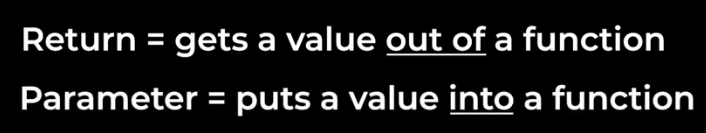 Return = gets a value out of a function
Parameter = puts a value into a function